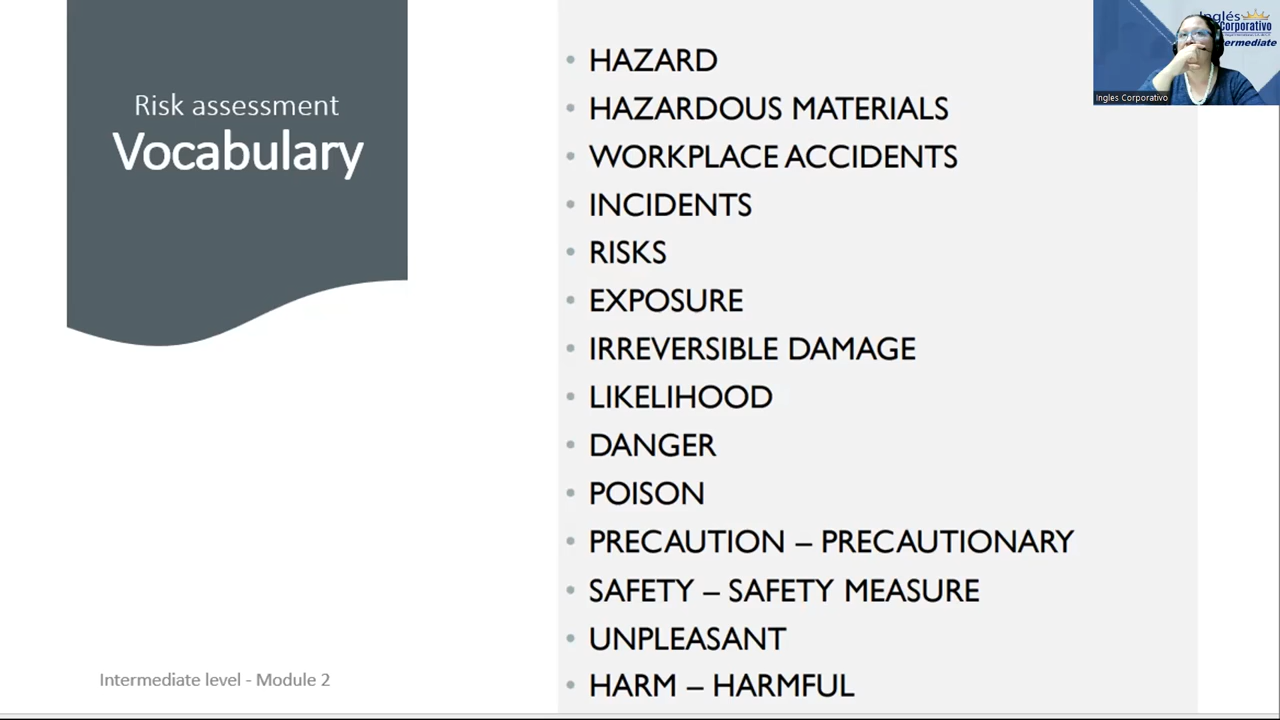 Risk assessment
Vocabulary
HAZARD
HAZARDOUS MATERIALS
WORKPLACE ACCIDENTS
INCIDENTS
RISKS
EXPOSURE
IRREVERSIBLE DAMAGE
LIKELIHOOD
DANGER
POISON
PRECAUTION – PRECAUTIONARY
SAFETY – SAFETY MEASURE
UNPLEASANT
HARM – HARMFUL
Intermediate level - Module 2
Inglés
Corporativo
Ingles Corporativo